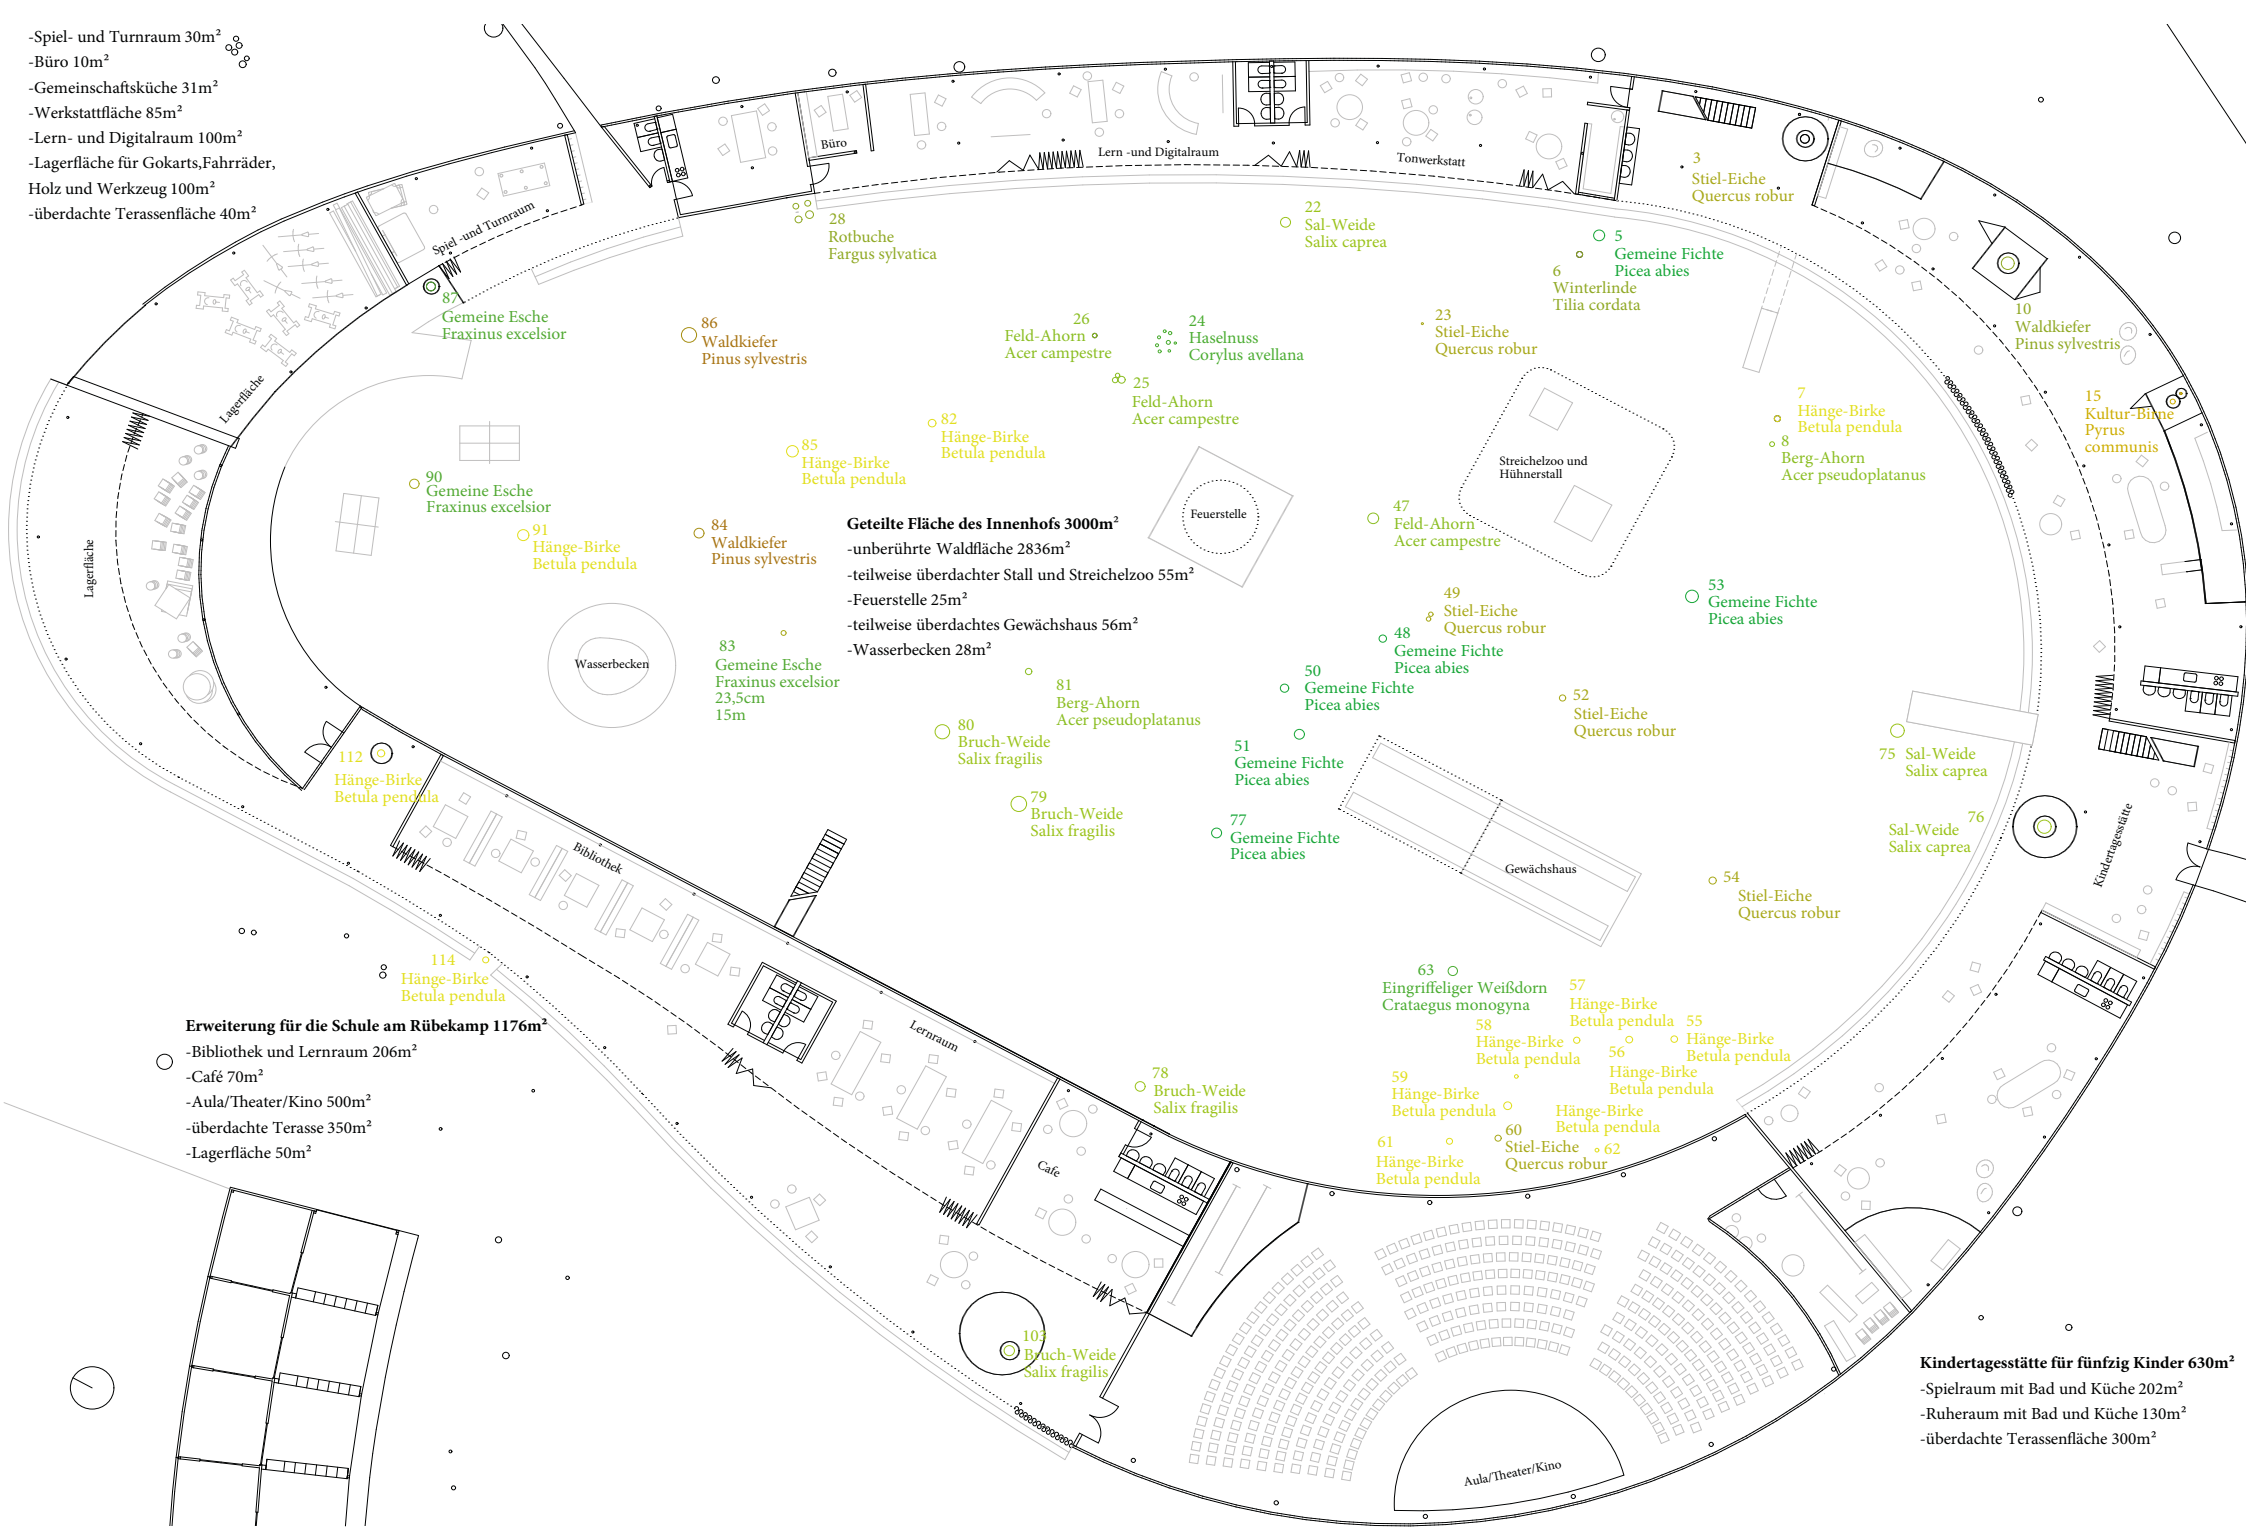 -Spiel- und Turnraum 30m²
-Büro 10m²
-Gemeinschaftsküche 31m²
-Werkstattfläche 85m²
-Lern- und Digitalraum 100m²
-Lagerfläche für Gokarts,Fahrräder,
Holz und Werkzeug 100m²
-überdachte Terassenfläche 40m²
Spiel -und Turnraum
Büro
Lern -und Digitalraum
Tonwerkstatt
3
Stiel-Eiche
Quercus robur
28
Rotbuche
Fargus sylvatica
22
Sal-Weide
Salix caprea
5
Gemeine Fichte
Picea abies
6
Winterlinde
Tilia cordata
87
Gemeine Esche
Fraxinus excelsior
86
Waldkiefer
Pinus sylvestris
26
Feld-Ahorn
Acer campestre
24
Haselnuss
Corylus avellana
23
Stiel-Eiche
Quercus robur
10
Waldkiefer
Pinus sylvestris
25
Feld-Ahorn
Acer campestre
7
Hänge-Birke
Betula pendula
15
Kultur-Birne
Pyrus
communis
Lagerfläche
82
Hänge-Birke
Betula pendula
85
Hänge-Birke
Betula pendula
8
Berg-Ahorn
Acer pseudoplatanus
Streichelzoo und
Hühnerstall
90
Gemeine Esche
Fraxinus excelsior
91
Hänge-Birke
Betula pendula
84
Waldkiefer
Pinus sylvestris
Geteilte Fläche des Innenhofs 3000m²
-unberührte Waldfläche 2836m²
-teilweise überdachter Stall und Streichelzoo 55m²
-Feuerstelle 25m²
-teilweise überdachtes Gewächshaus 56m²
-Wasserbecken 28m²
Feuerstelle
47
Feld-Ahorn
Acer campestre
Lagerfläche
49
Stiel-Eiche
Quercus robur
53
Gemeine Fichte
Picea abies
48
Gemeine Fichte
Picea abies
Wasserbecken
83
Gemeine Esche
Fraxinus excelsior
23,5cm
15m
50
Gemeine Fichte
Picea abies
81
Berg-Ahorn
Acer pseudoplatanus
52
Stiel-Eiche
Quercus robur
80
Bruch-Weide
Salix fragilis
51
Gemeine Fichte
Picea abies
75 Sal-Weide
Salix caprea
112
Hänge-Birke
Betula pendula
79
Bruch-Weide
Salix fragilis
77
Gemeine Fichte
Picea abies
76
Sal-Weide
Salix caprea
Kindertagesstätte
Bibliothek
Gewächshaus
54
Stiel-Eiche
Quercus robur
114
Hänge-Birke
Betula pendula
63
Eingriffeliger Weißdorn
Crataegus monogyna
57
Hänge-Birke
Betula pendula
58
Hänge-Birke
Betula pendula
55
Hänge-Birke
Betula pendula
56
Hänge-Birke
Betula pendula
Erweiterung für die Schule am Rübekamp 1176m²
-Bibliothek und Lernraum 206m²
-Café 70m²
-Aula/Theater/Kino 500m²
-überdachte Terasse 350m²
-Lagerfläche 50m²
Lernraum
78
Bruch-Weide
Salix fragilis
59
Hänge-Birke
Betula pendula
Hänge-Birke
Betula pendula
62
60
Stiel-Eiche
Quercus robur
61
Hänge-Birke
Betula pendula
Cafe
103
Bruch-Weide
Salix fragilis
Aula/Theater/Kino
Kindertagesstätte für fünfzig Kinder 630m²
-Spielraum mit Bad und Küche 202m²
-Ruheraum mit Bad und Küche 130m²
-überdachte Terassenfläche 300m²